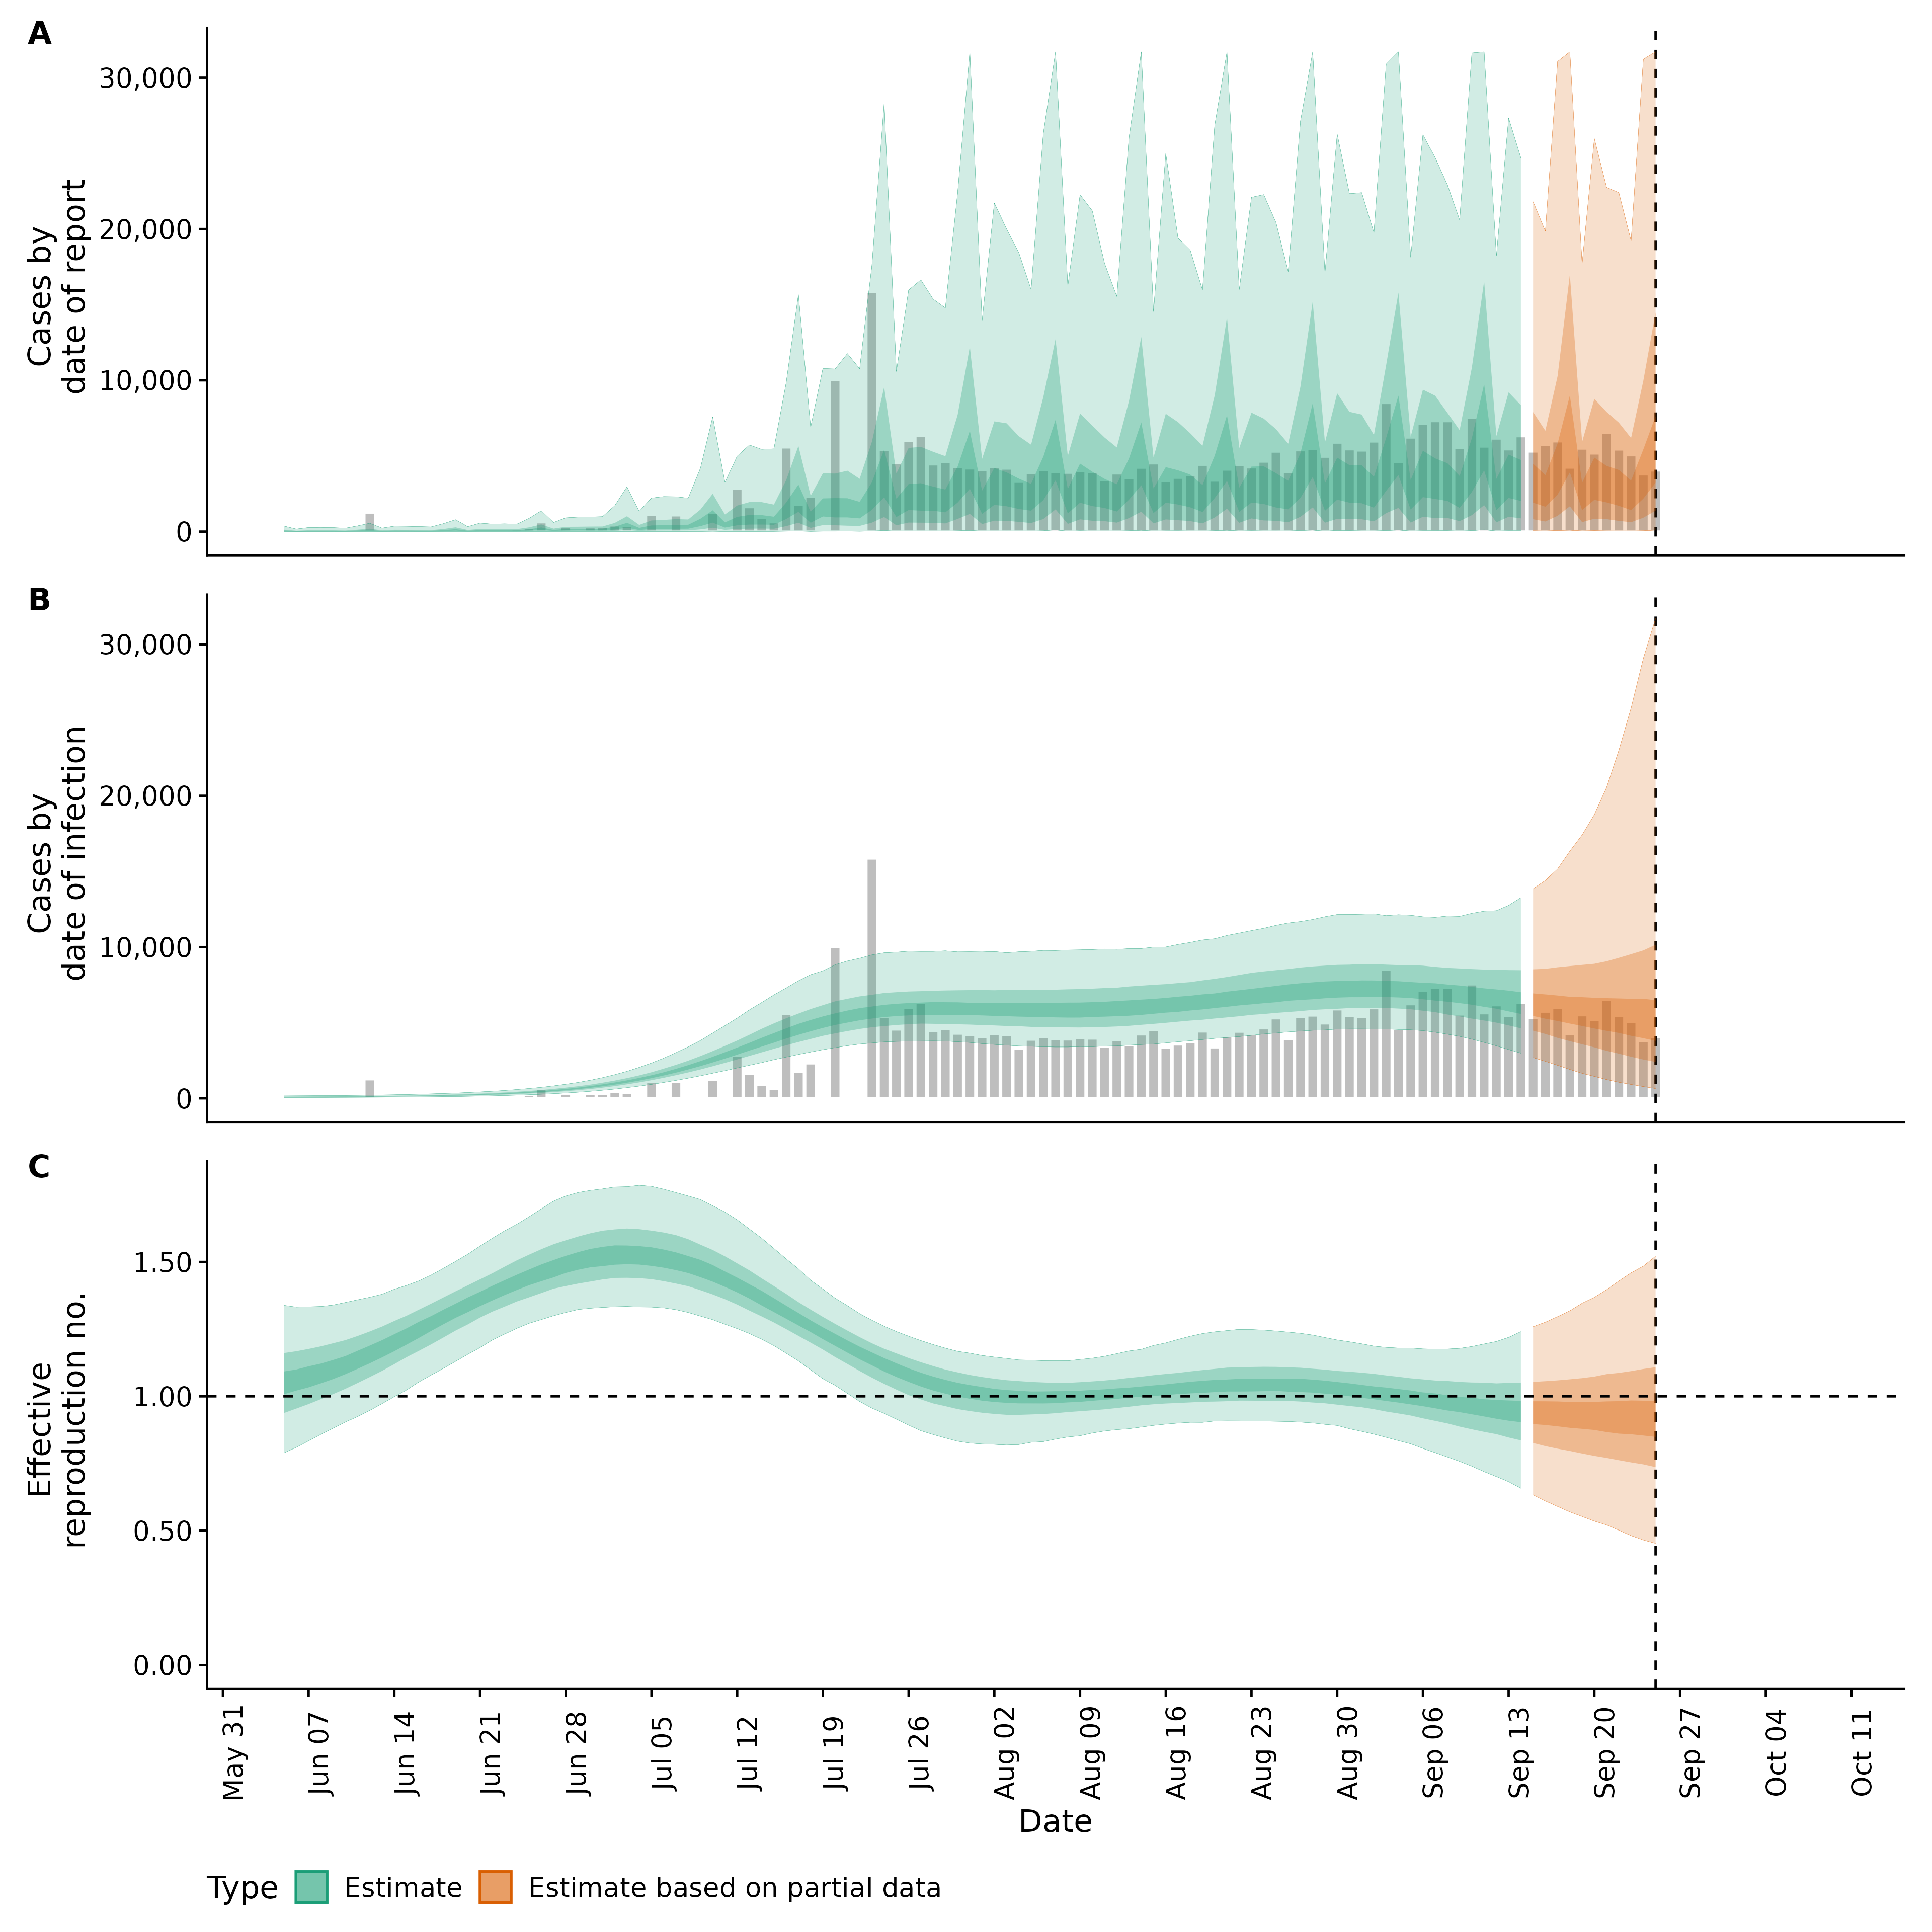 A
30,000
20,000
10,000
0
Cases by
date of report
B
30,000
20,000
10,000
0
Cases by
date of infection
C
1.50
1.00
0.50
0.00
Effective
reproduction no.
May 31
Jun 07
Jun 14
Jun 21
Jun 28
Jul 05
Jul 12
Jul 19
Jul 26
Aug 02
Aug 09
Aug 16
Aug 23
Aug 30
Sep 06
Sep 13
Sep 20
Sep 27
Oct 04
Oct 11
Date
Type Estimate Estimate based on partial data